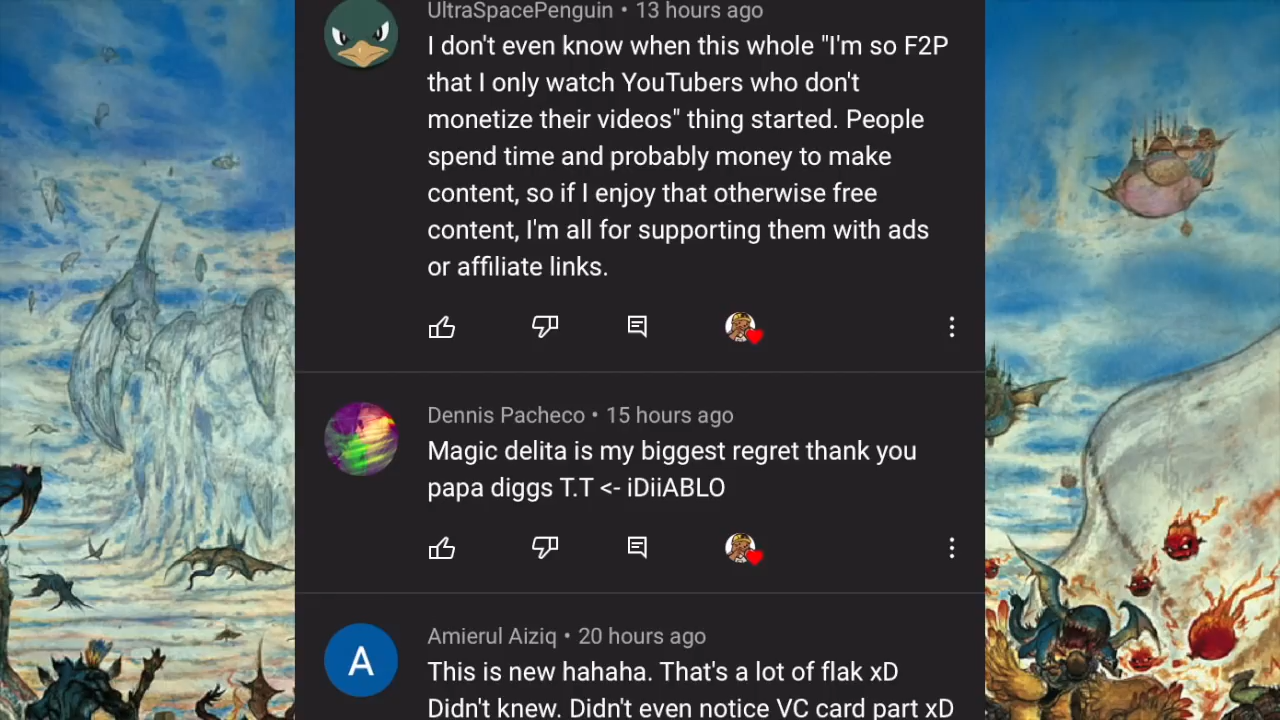 UltraSpacePenguin • 13 hours ago
I don't even know when this whole "I'm so F2P
that I only watch YouTubers who don't
monetize their videos" thing started. People
spend time and probably money to make
content, so if I enjoy that otherwise free
content, I'm all for supporting them with ads
or affiliate links.
Dennis Pacheco • 15 hours ago
Magic delita is my biggest regret thank you
papa diggs T.T <- iDiiABLO
A
Amierul Aiziq • 20 hours ago
This is new hahaha. That's a lot of flak xD
Didn't knew. Didn't even notice VC card part xD